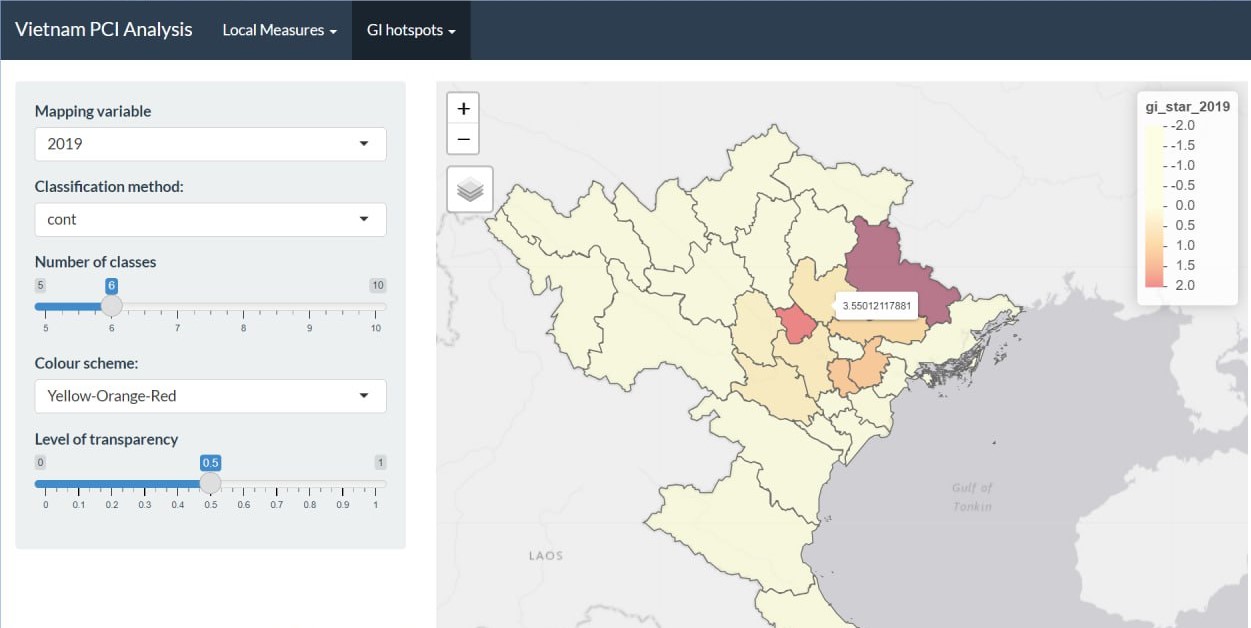 Vietnam PCI Analysis Local Measures GI hotspots
Mapping variable
2019
Classification method:
cont
Number of classes
5 6 10
5 6 7 8 9 10
Colour scheme:
Yellow-Orange-Red
Level of transparency
0 0.5 1
0 0.1 0.2 0.3 0.4 0.5 0.6 0.7 0.8 0.9 1
+
−
gi_star_2019
-2.0
-1.5
-1.0
-0.5
0.0
0.5
1.0
1.5
2.0
3.55012117881
Gulf of
Tonkin
LAOS